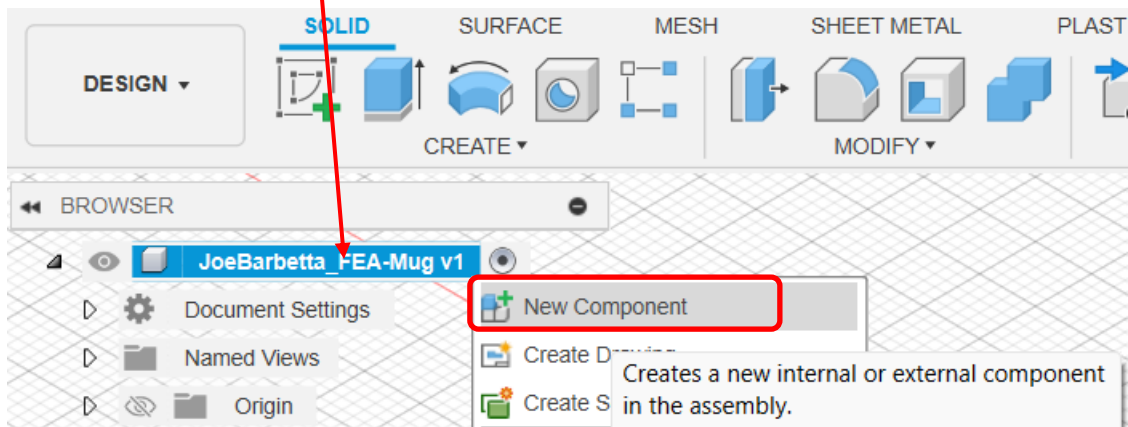 SOLID SURFACE MESH SHEET METAL PLAST
DESIGN
CREATE MODIFY
BROWSER
JoeBarbetta_FEA-Mug v1
Document Settings
New Component
Named Views
Create
Creates a new internal or external component
Origin
Create S
in the assembly.